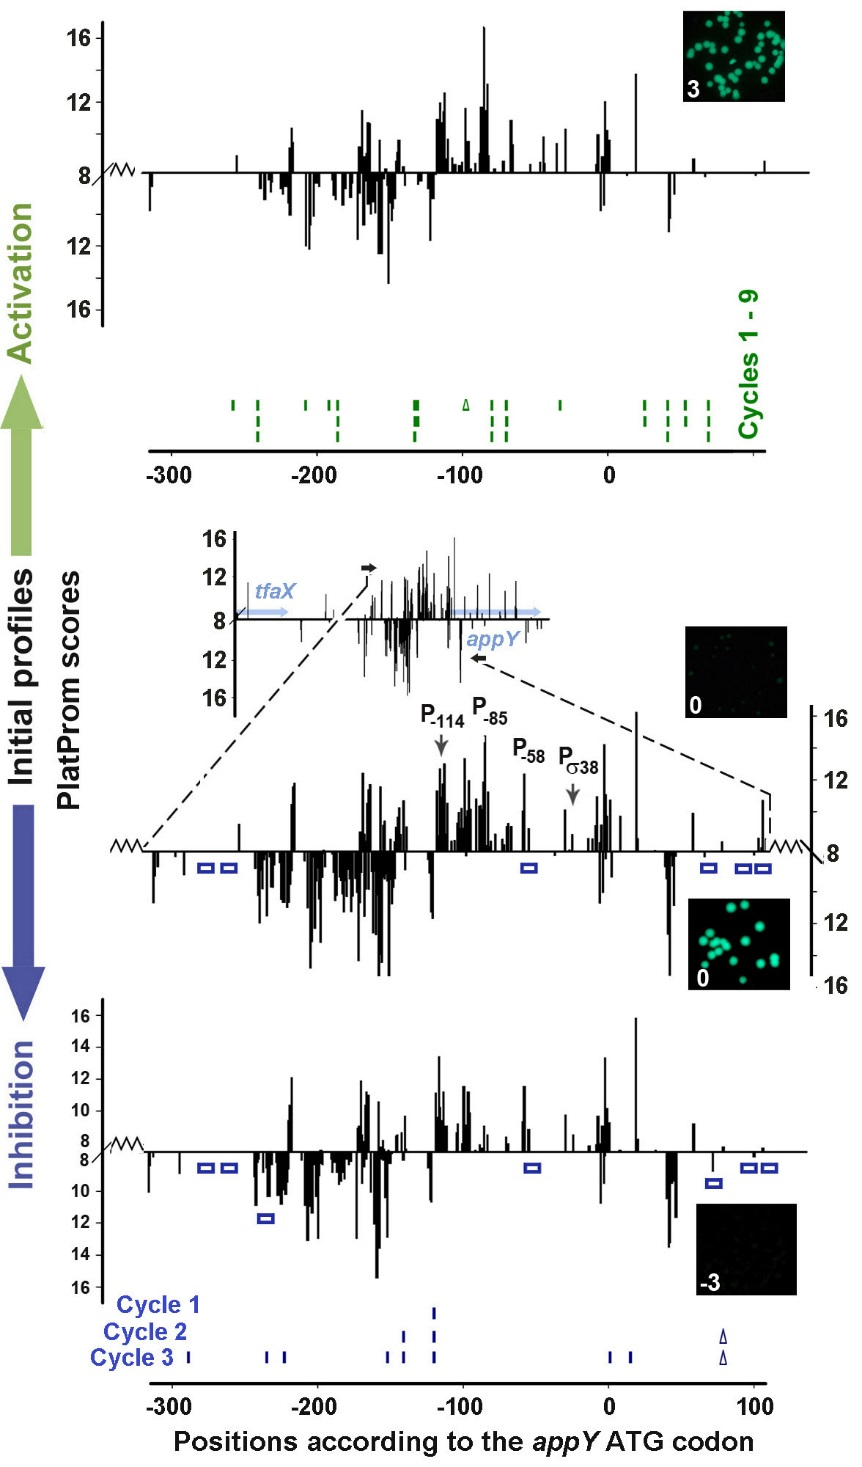 16
12
8
12
16
3
Activation
Cycles 1 - 9
-300 -200 -100 0
Initial profiles
PlatProm scores
16
12
8
12
16
tfaX
appY
0
P-114 P-85
P-58
Pσ38
16
12
8
12
16
0
Inhibition
16
14
12
10
8
8
10
12
14
16
-3
Cycle 1
Cycle 2
Cycle 3
-300 -200 -100 0 100
Positions according to the appY ATG codon